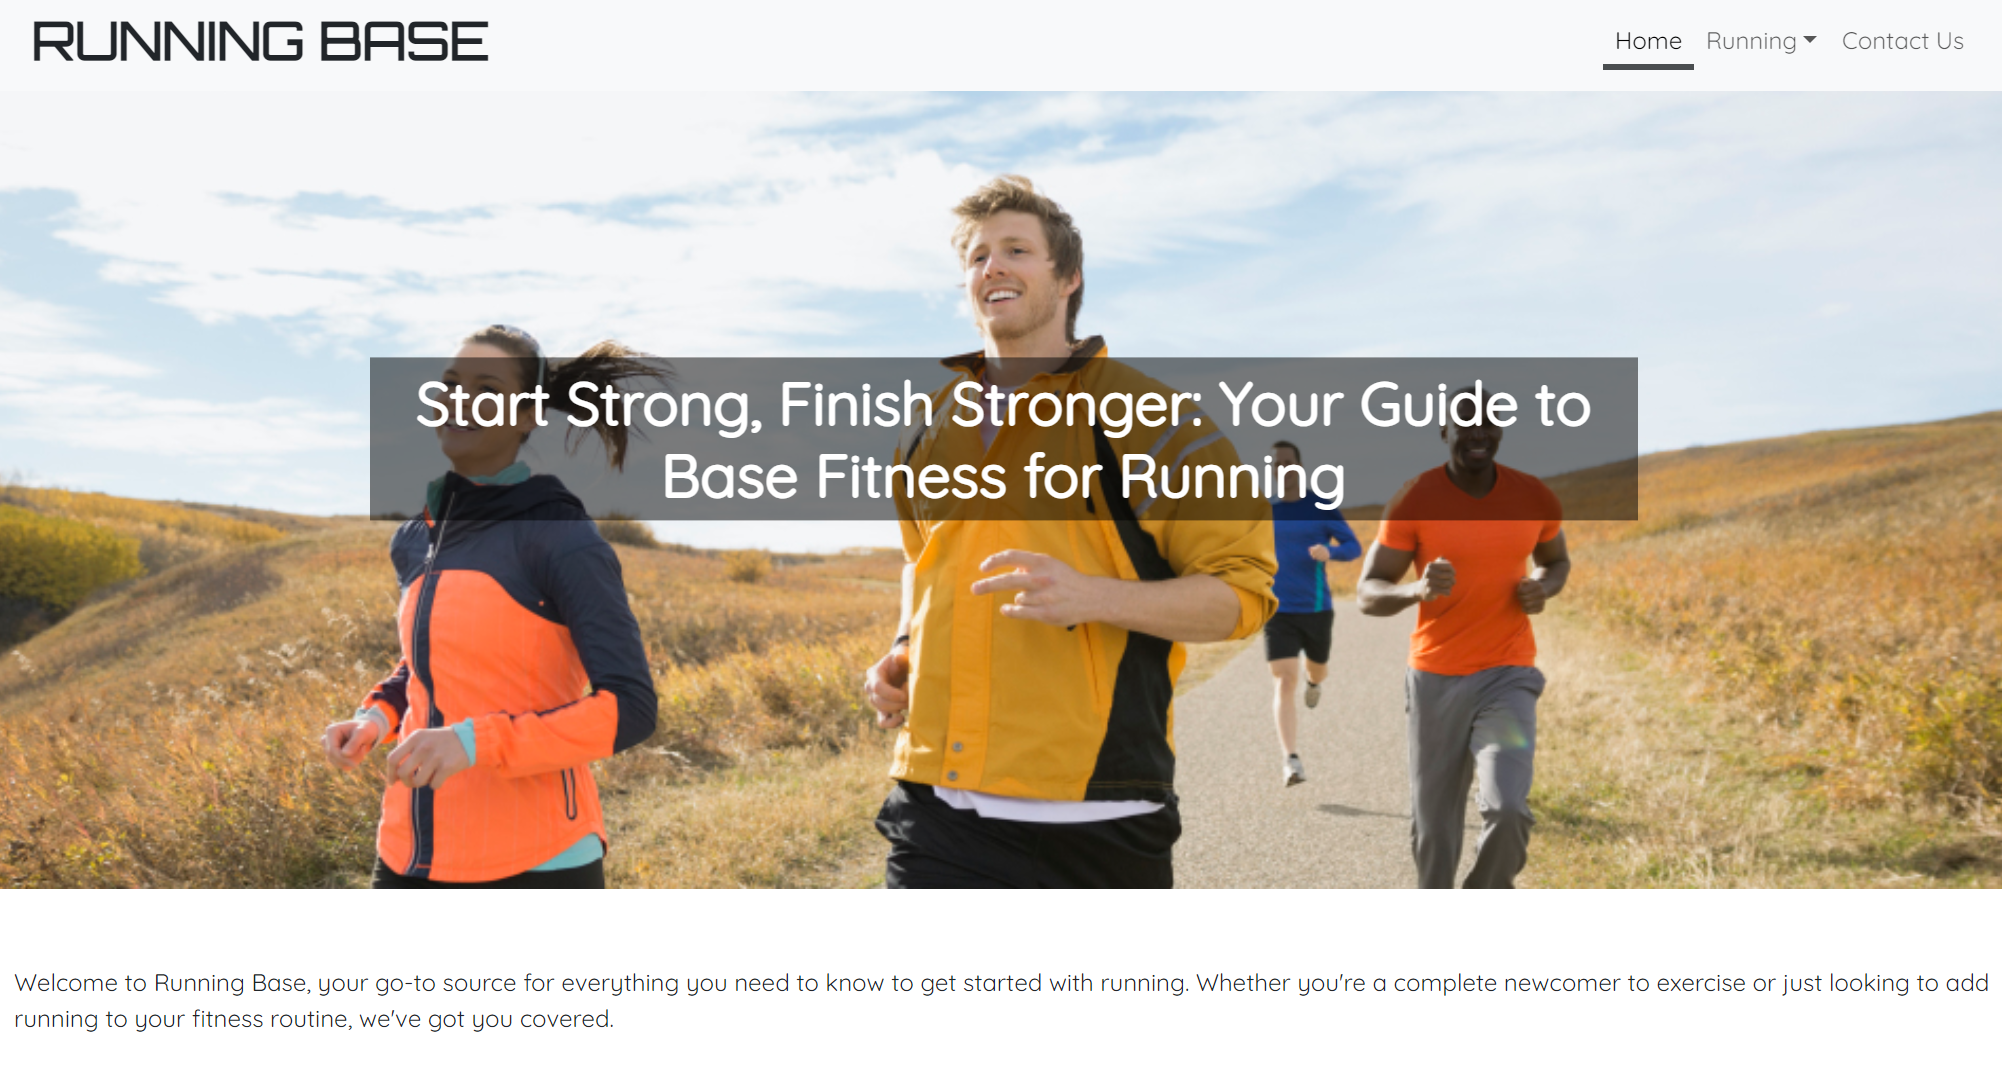 RUNNING BASE
Home Running Contact Us
Start Strong, Finish Stronger: Your Guide to
Base Fitness for Running
Welcome to Running Base, your go-to source for everything you need to know to get started with running. Whether you're a complete newcomer to exercise or just looking to add
running to your fitness routine, we've got you covered.